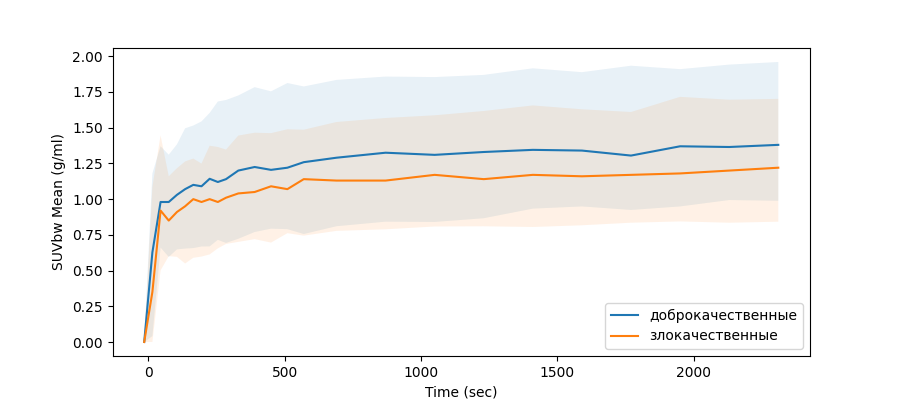 2.00
1.75
1.50
1.25
1.00
0.75
0.50
0.25
0.00
SUVbw Mean (g/ml)
0 500 1000 1500 2000
Time (sec)
доброкачественные
злокачественные